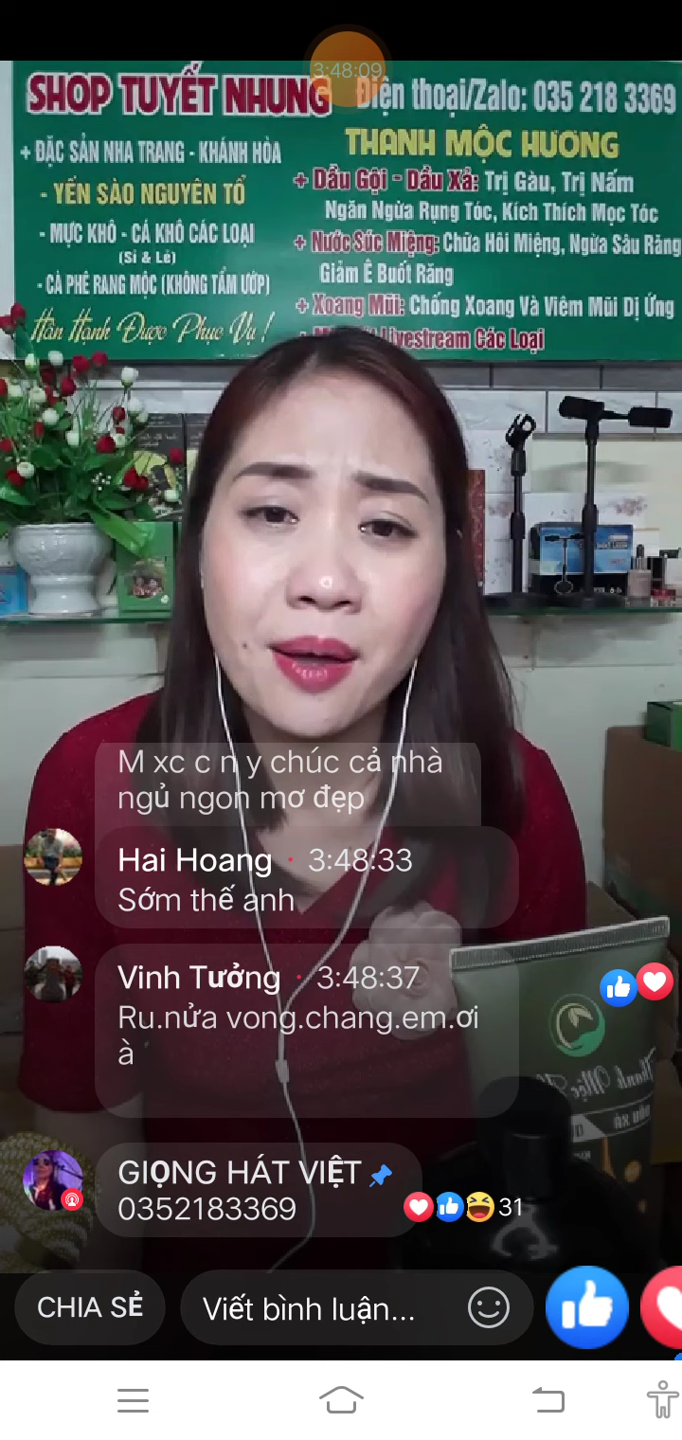 3:48:09
SHOP TUYẾT NHUNG
Điện thoại/Zalo: 035 218 3369
+ ĐẶC SẢN NHA TRANG - KHÁNH HÒA
- YẾN SÀO NGUYÊN TỔ
- MỰC KHÔ - CÁ KHÔ CÁC LOẠI
(Sỉ & Lẻ)
- CÀ PHÊ RANG MỘC (KHÔNG TẨM ƯỚP)
Hân Hạnh Được Phục Vụ !
THANH MỘC HƯƠNG
+ Dầu Gội - Dầu Xả: Trị Gàu, Trị Nấm
Ngăn Ngừa Rụng Tóc, Kích Thích Mọc Tóc
+ Nước Súc Miệng: Chữa Hôi Miệng, Ngừa Sâu Răng
Giảm Ê Buốt Răng
+ Xoang Mũi: Chống Xoang Và Viêm Mũi Dị Ứng
Livestream Các Loại
M xc c n y chúc cả nhà
ngủ ngon mơ đẹp
Hai Hoang · 3:48:33
Sớm thế anh
Vinh Tưởng · 3:48:37
Ru.nửa vong.chang.em.ơi
à
Thanh Mộc
GIỌNG HÁT VIỆT
0352183369
31
CHIA SẺ
Viết bình luận...